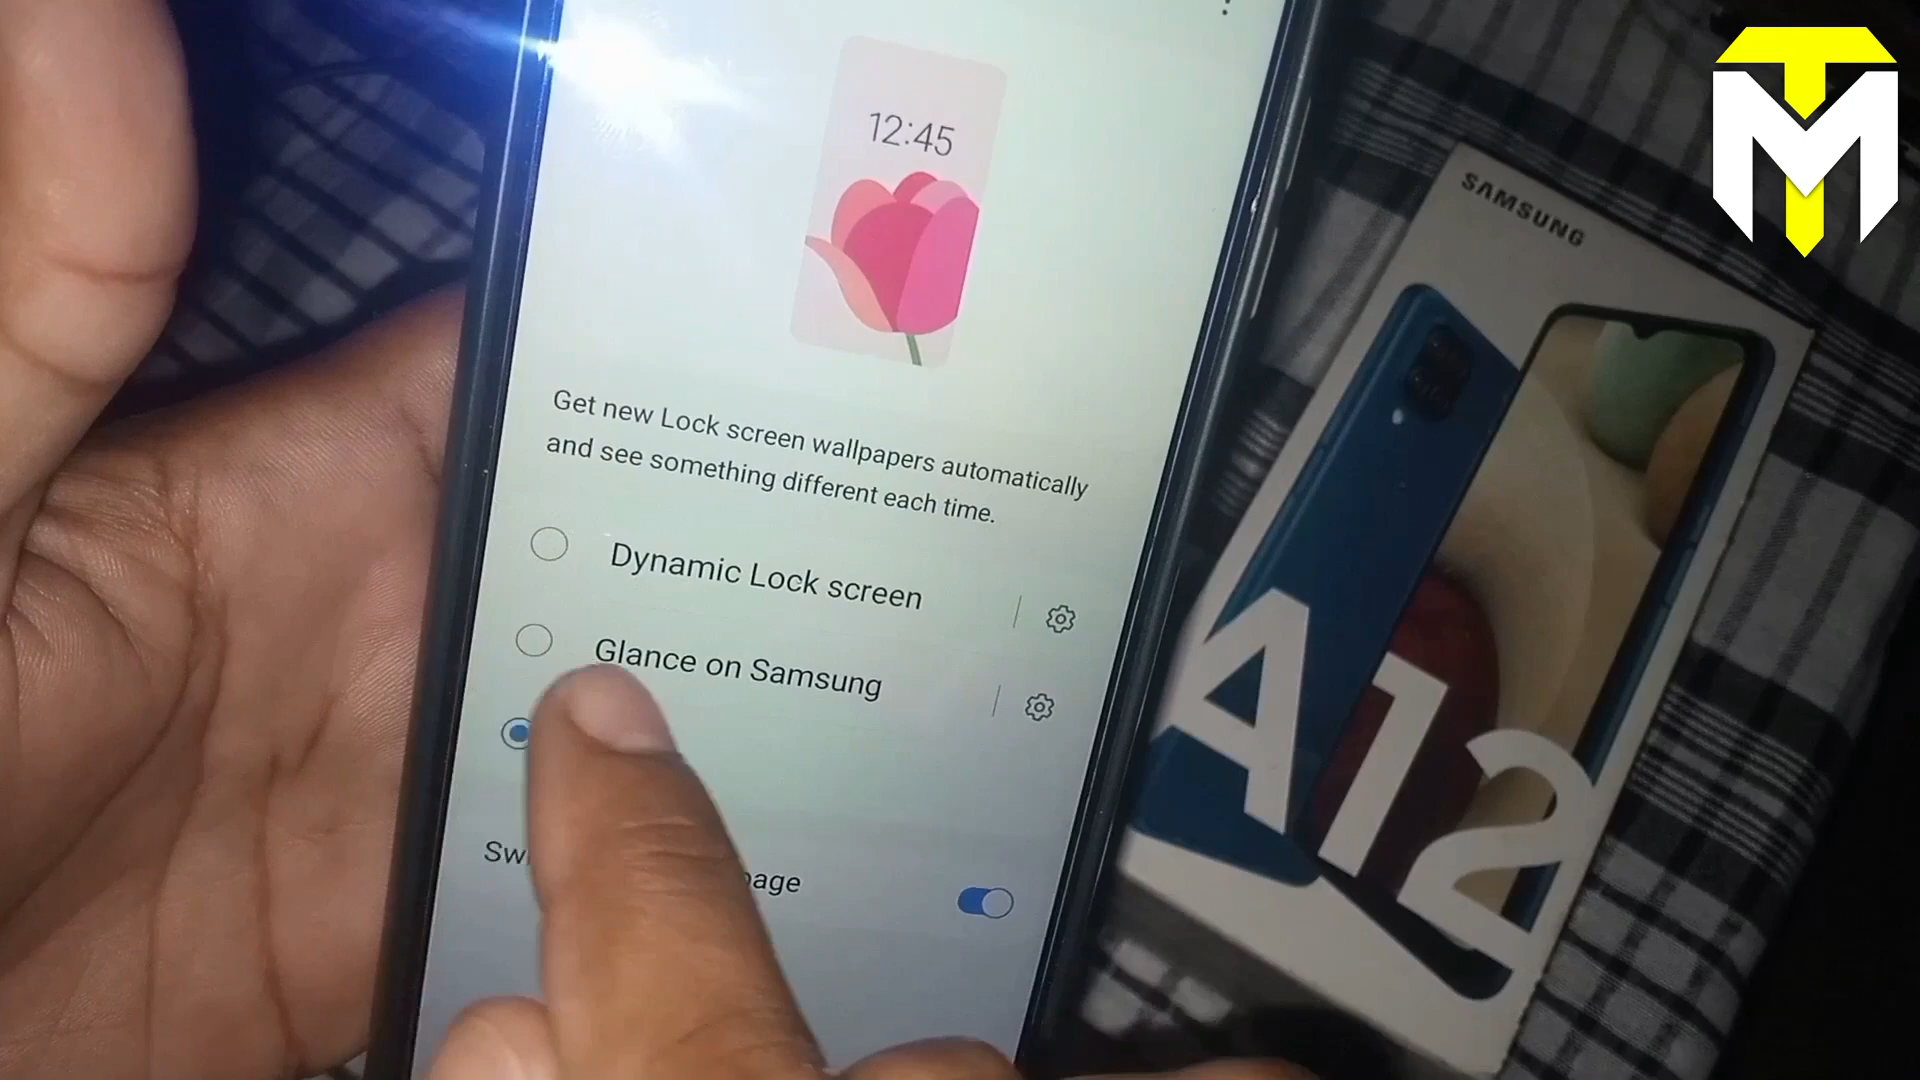 12:45
Get new Lock screen wallpapers automatically
and see something different each time.
Dynamic Lock screen
Glance on Samsung
SAMSUNG
A12
TM